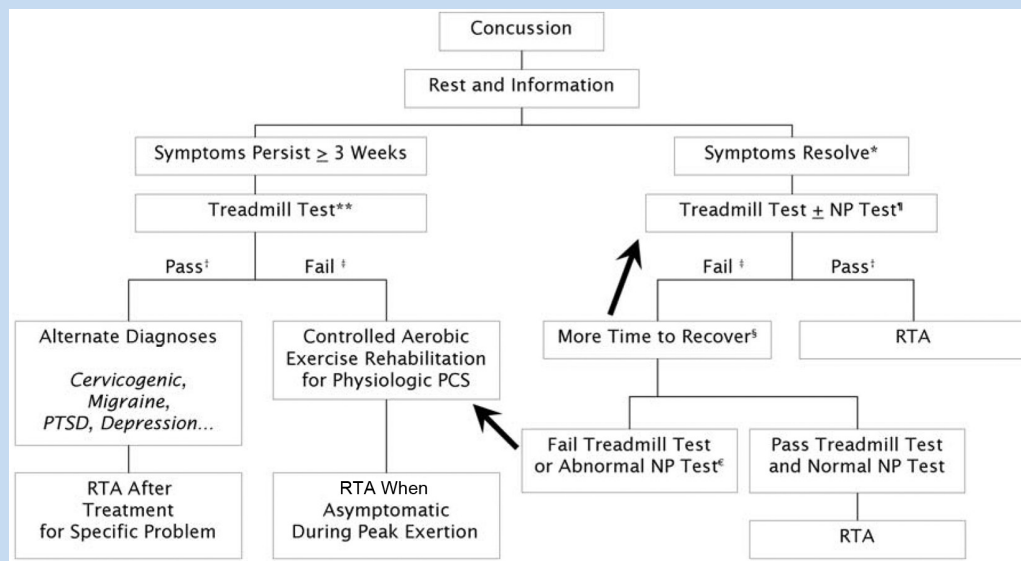 Concussion
Rest and Information
Symptoms Persist ≥ 3 Weeks
Symptoms Resolve*
Treadmill Test**
Treadmill Test ± NP Test¶
Pass‡
Fail ‡
Fail ‡
Pass‡
Alternate Diagnoses
Cervicogenic,
Migraine,
PTSD, Depression...
Controlled Aerobic
Exercise Rehabilitation
for Physiologic PCS
More Time to Recover§
RTA
Fail Treadmill Test
or Abnormal NP Test€
Pass Treadmill Test
and Normal NP Test
RTA After
Treatment
for Specific Problem
RTA When
Asymptomatic
During Peak Exertion
RTA